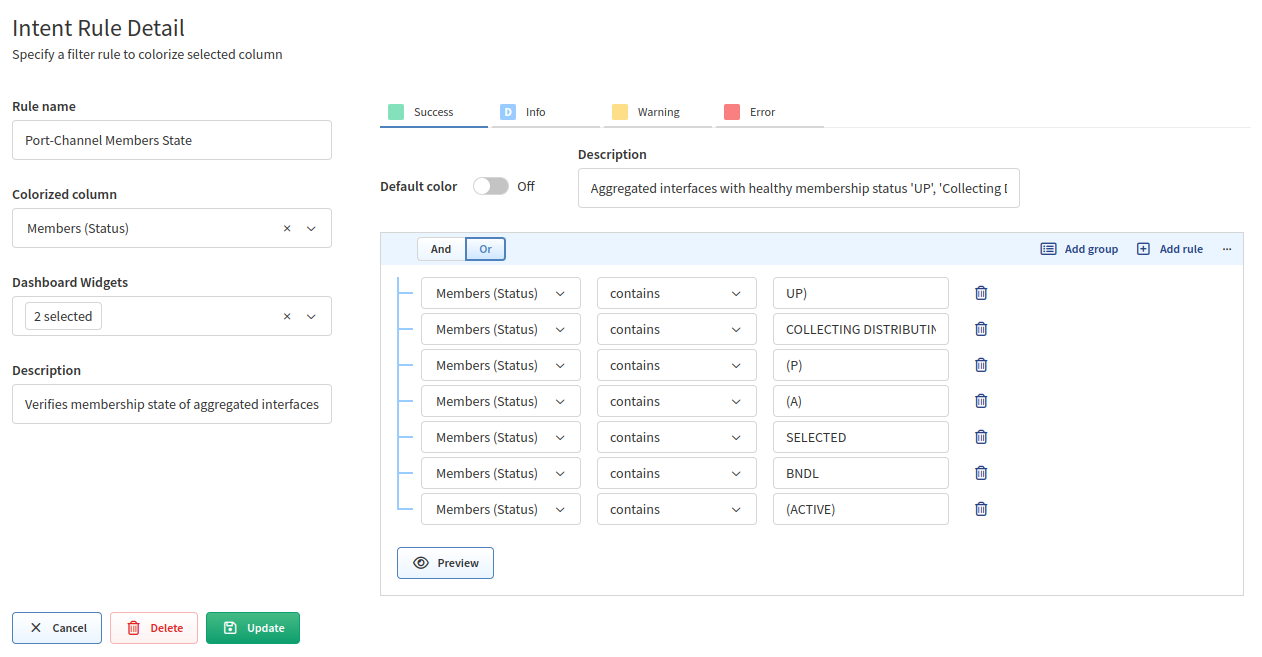 Intent Rule Detail
Specify a filter rule to colorize selected column
Rule name
Port-Channel Members State
Colorized column
Members (Status)
Dashboard Widgets
2 selected
Description
Verifies membership state of aggregated interfaces
Success
D Info
Warning
Error
Default color
Off
Description
Aggregated interfaces with healthy membership status 'UP', 'Collecting
And
Or
Add group
Add rule
Members (Status) contains UP)
Members (Status) contains COLLECTING DISTRIBUTIN
Members (Status) contains (P)
Members (Status) contains (A)
Members (Status) contains SELECTED
Members (Status) contains BNDL
Members (Status) contains (ACTIVE)
Preview
Cancel
Delete
Update